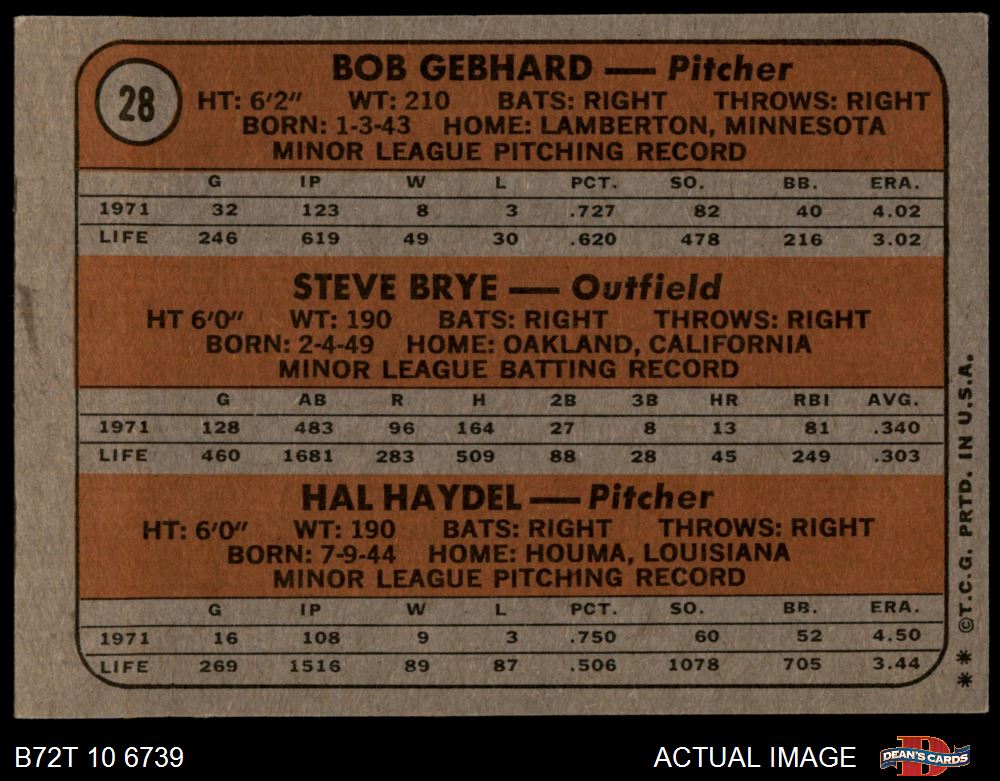 28
BOB GEBHARD — Pitcher
HT: 6'2" WT: 210 BATS: RIGHT THROWS: RIGHT
BORN: 1-3-43 HOME: LAMBERTON, MINNESOTA
MINOR LEAGUE PITCHING RECORD
G IP W L PCT. SO. BB. ERA.
1971 32 123 8 3 .727 82 40 4.02
LIFE 246 619 49 30 .620 478 216 3.02
STEVE BRYE — Outfield
HT 6'0" WT: 190 BATS: RIGHT THROWS: RIGHT
BORN: 2-4-49 HOME: OAKLAND, CALIFORNIA
MINOR LEAGUE BATTING RECORD
G AB R H 2B 3B HR RBI AVG.
1971 128 483 96 164 27 8 13 81 .340
LIFE 460 1681 283 509 88 28 45 249 .303
HAL HAYDEL — Pitcher
HT: 6'0" WT: 190 BATS: RIGHT THROWS: RIGHT
BORN: 7-9-44 HOME: HOUMA, LOUISIANA
MINOR LEAGUE PITCHING RECORD
G IP W L PCT. SO. BB. ERA.
1971 16 108 9 3 .750 60 52 4.50
LIFE 269 1516 89 87 .506 1078 705 3.44
** ©T.C.G. PRTD. IN U.S.A.
B72T 10 6739
ACTUAL IMAGE
D
DEAN'S CARDS